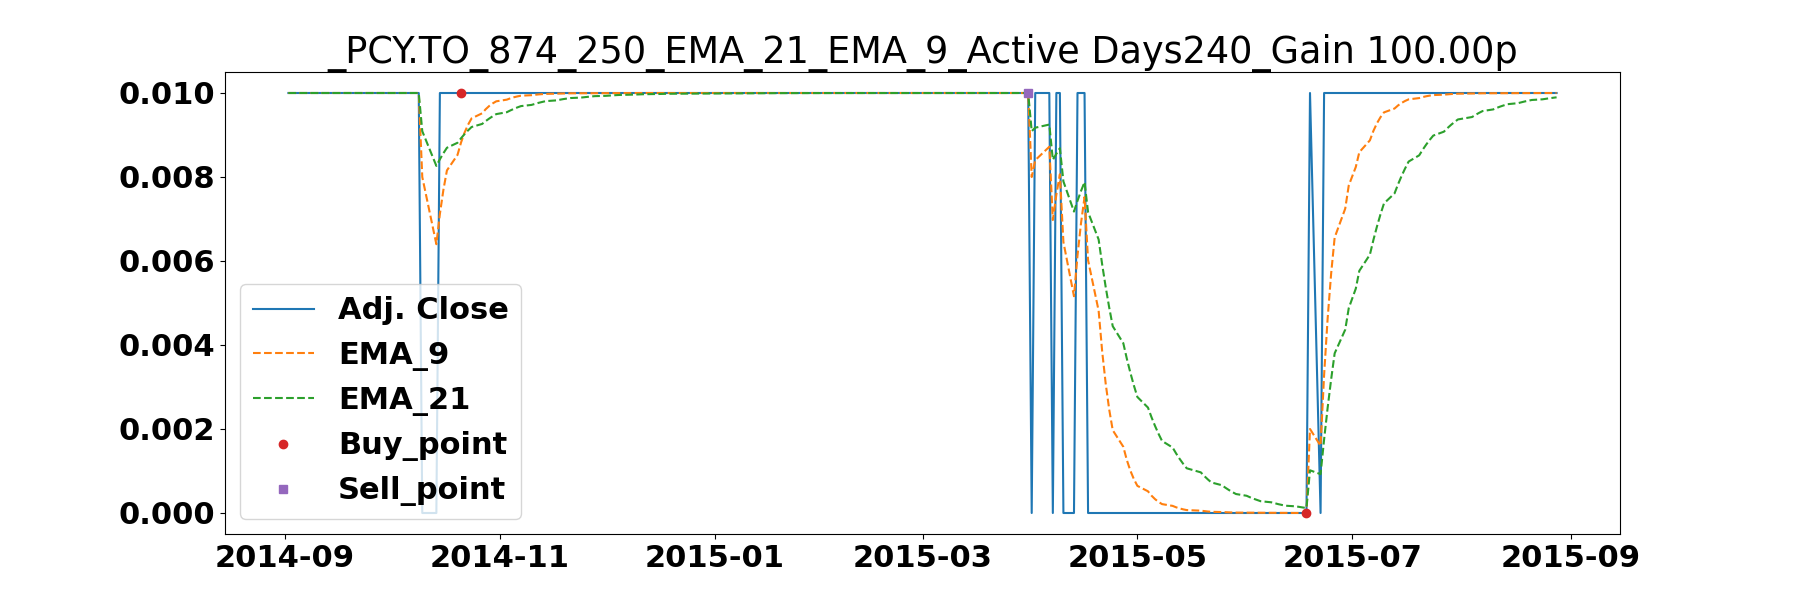 _PCY.TO_874_250_EMA_21_EMA_9_Active Days240_Gain 100.00p
0.010
0.008
0.006
0.004
0.002
0.000
Adj. Close
EMA_9
EMA_21
Buy_point
Sell_point
2014-09 2014-11 2015-01 2015-03 2015-05 2015-07 2015-09